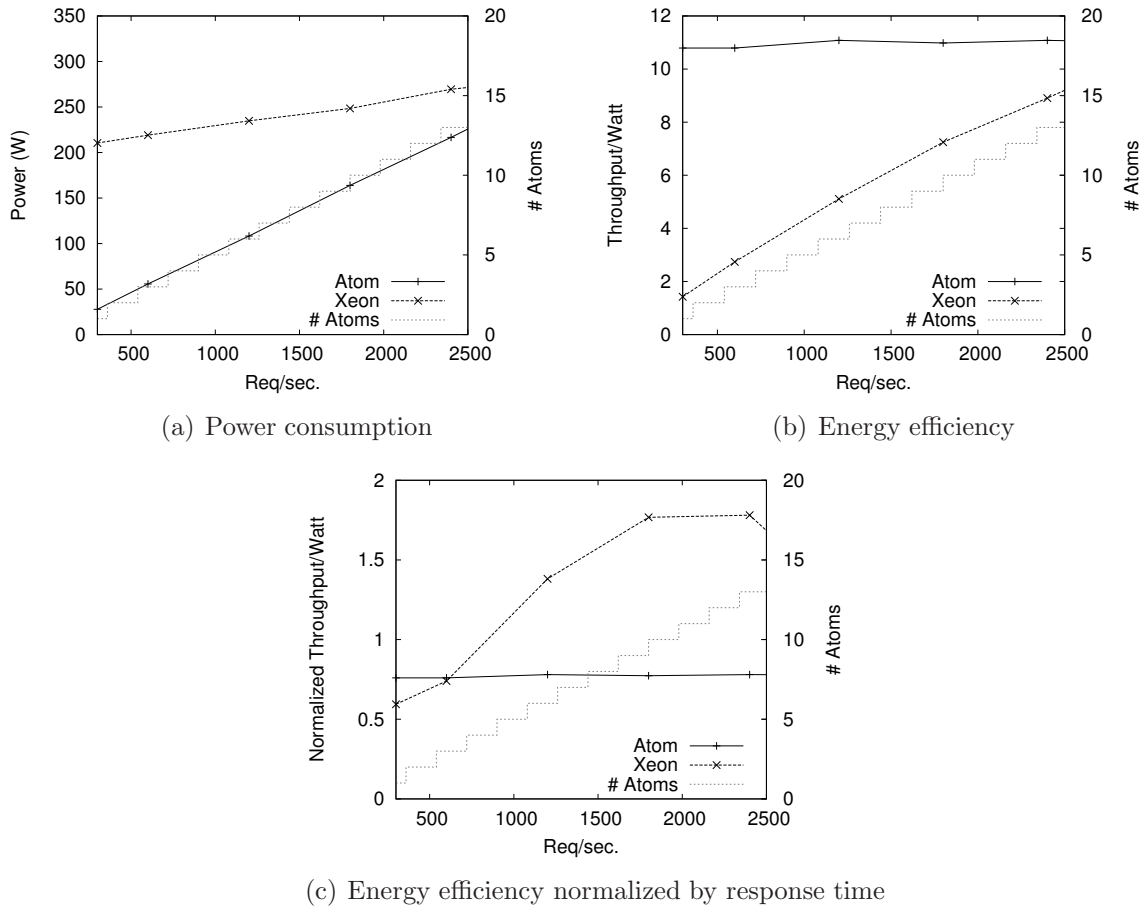 350
300
250
200
150
100
50
0
Power (W)
500 1000 1500 2000 2500
Req/sec.
20
15
10
5
0
# Atoms
Atom
Xeon
# Atoms
(a) Power consumption
12
10
8
6
4
2
0
Throughput/Watt
500 1000 1500 2000 2500
Req/sec.
20
15
10
5
0
# Atoms
Atom
Xeon
# Atoms
(b) Energy efficiency
2
1.5
1
0.5
0
Normalized Throughput/Watt
500 1000 1500 2000 2500
Req/sec.
20
15
10
5
0
# Atoms
Atom
Xeon
# Atoms
(c) Energy efficiency normalized by response time